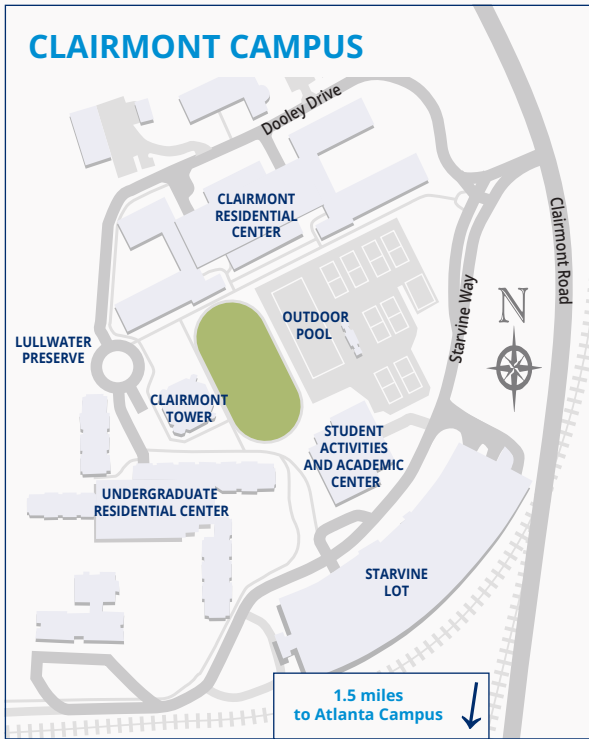 CLAIRMONT CAMPUS
Dooley Drive
CLAIRMONT
RESIDENTIAL
CENTER
Clairmont Road
Starvine Way
N
OUTDOOR
POOL
LULLWATER
PRESERVE
CLAIRMONT
TOWER
STUDENT
ACTIVITIES
AND ACADEMIC
CENTER
UNDERGRADUATE
RESIDENTIAL CENTER
STARVINE
LOT
1.5 miles
to Atlanta Campus